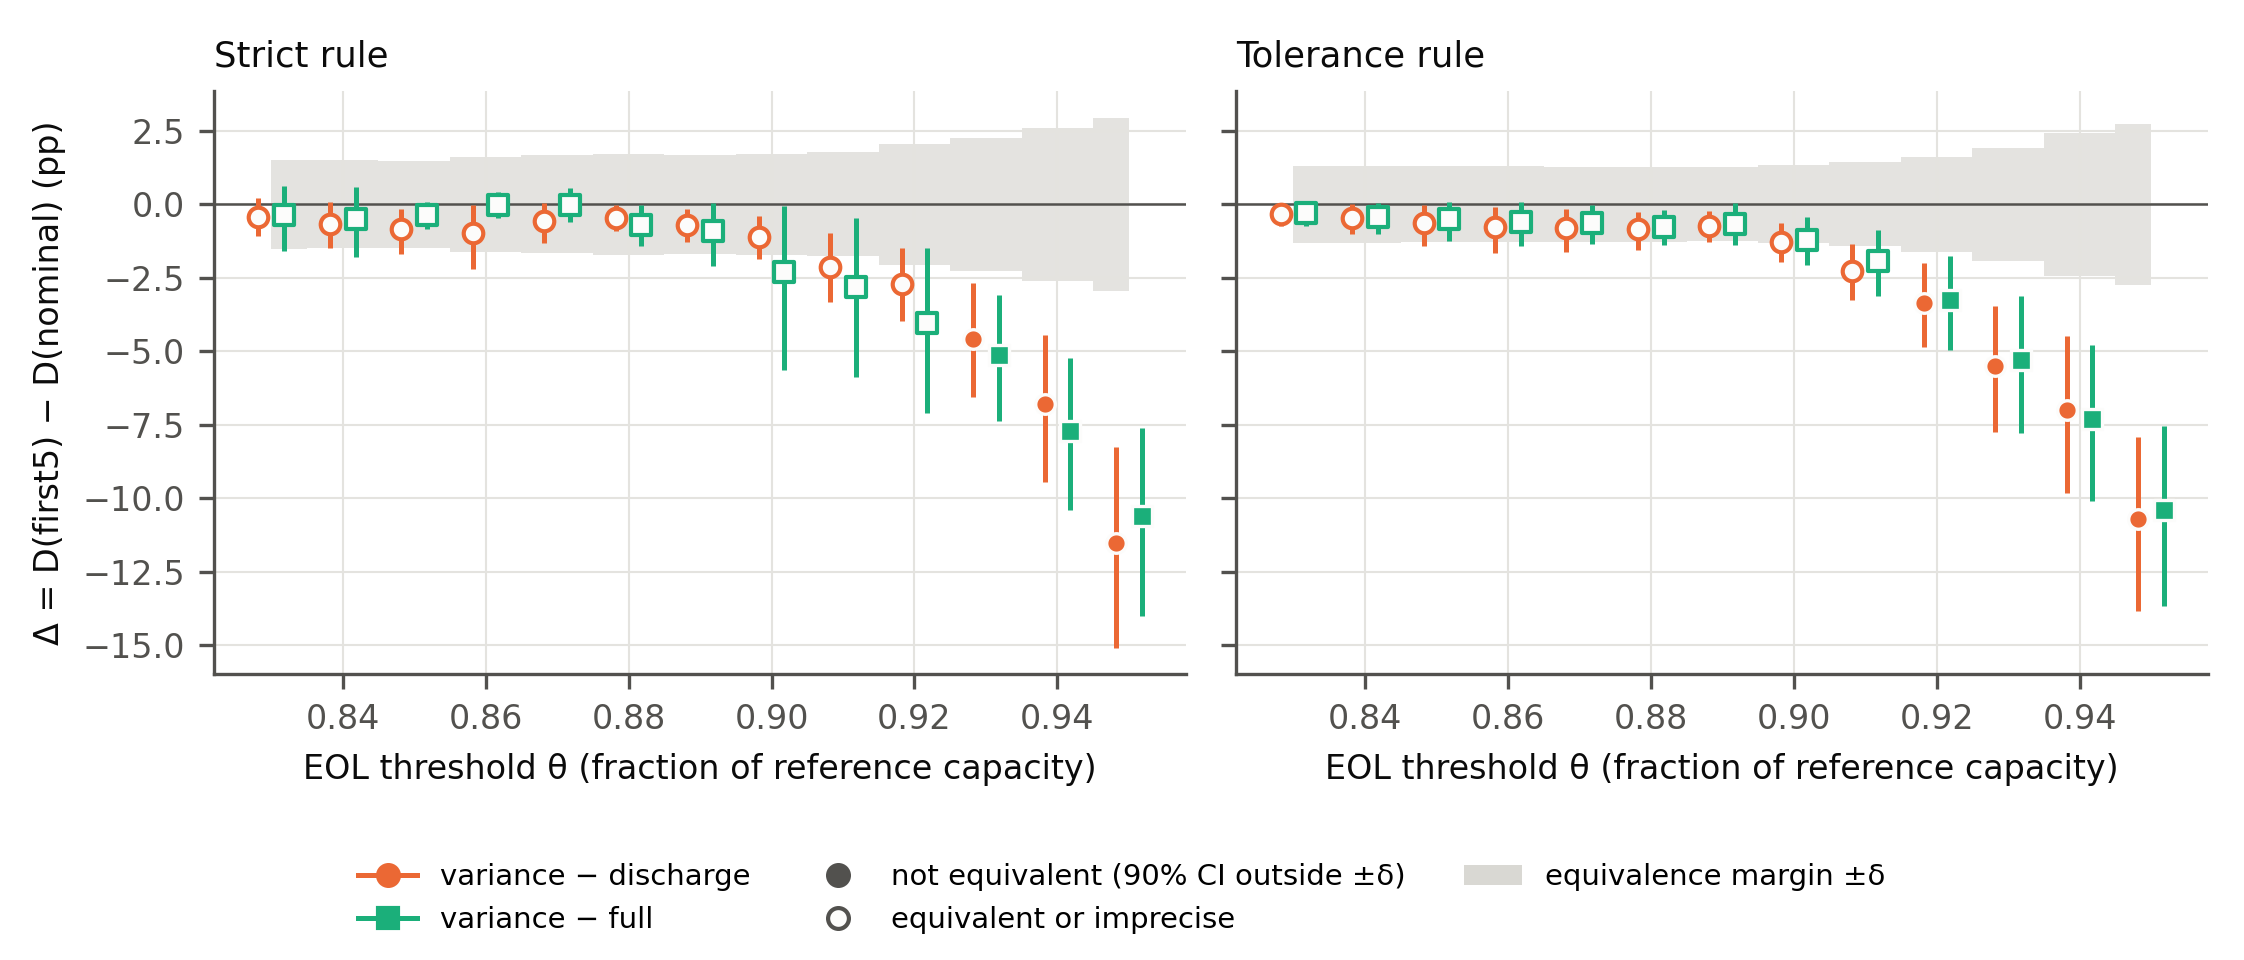 Strict rule
Tolerance rule
Δ = D(first5) − D(nominal) (pp)
2.5
0.0
−2.5
−5.0
−7.5
−10.0
−12.5
−15.0
0.84 0.86 0.88 0.90 0.92 0.94
0.84 0.86 0.88 0.90 0.92 0.94
EOL threshold θ (fraction of reference capacity)
EOL threshold θ (fraction of reference capacity)
variance − discharge
variance − full
not equivalent (90% CI outside ±δ)
equivalent or imprecise
equivalence margin ±δ